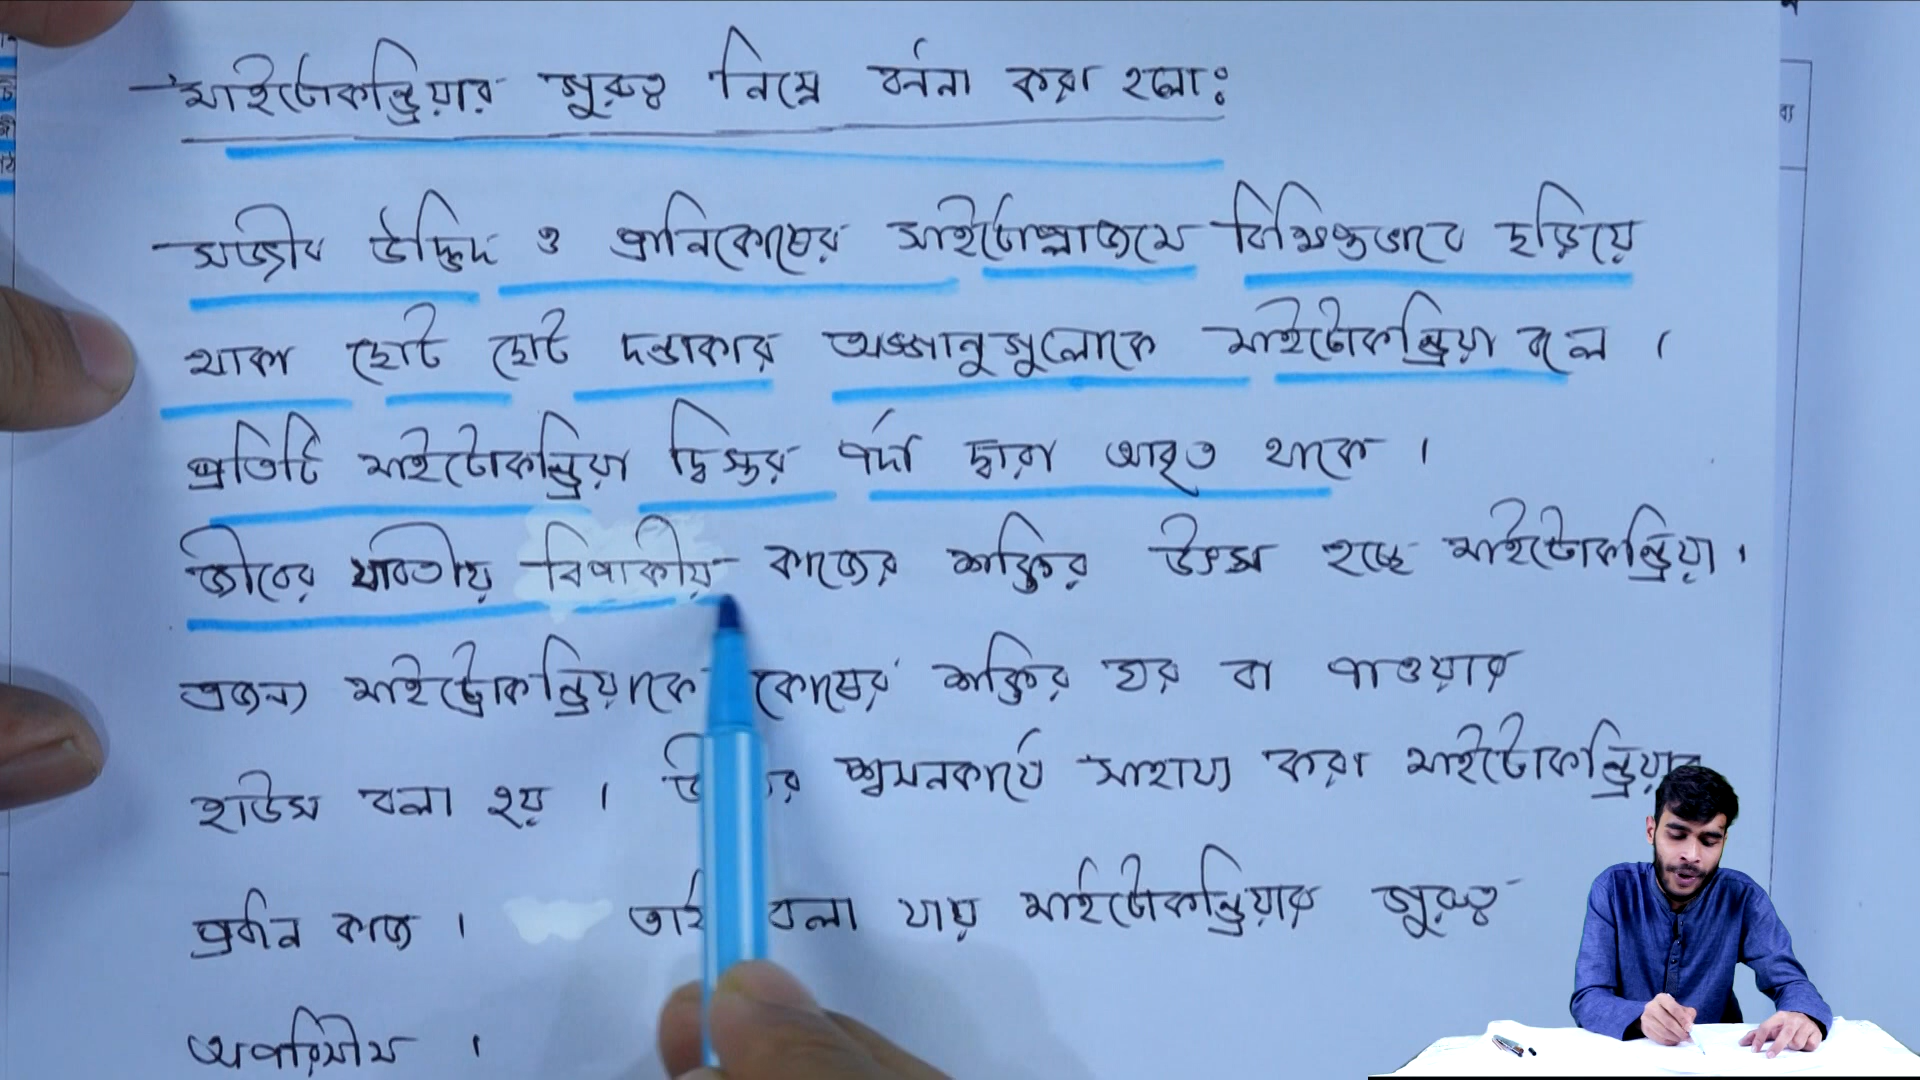 মাইটোকন্ড্রিয়ার গুরুত্ব নিম্নে বর্ননা করা হলো:
সজীব উদ্ভিদ ও প্রানিকোষের সাইটোপ্লাজমে বিক্ষিপ্তভাবে ছড়িয়ে
থাকা ছোট ছোট দন্ডাকার অঙ্গানুগুলোকে মাইটোকন্ড্রিয়া বলে ।
প্রতিটি মাইটোকন্ড্রিয়া দ্বিস্তর পর্দা দ্বারা আবৃত থাকে ।
জীবের যাবতীয় বিপাকীয় কাজের শক্তির উৎস হচ্ছে মাইটোকন্ড্রিয়া ।
এজন্য মাইট্রোকন্ড্রিয়াকে কোষের শক্তির ঘর বা পাওয়ার
হাউস বলা হয় । শ্বসনকার্যে সাহায্য করা মাইটোকন্ড্রিয়ার
প্রধান কাজ । তাই বলা যায় মাইটোকন্ড্রিয়ার গুরুত্ব
অপরিসীম ।